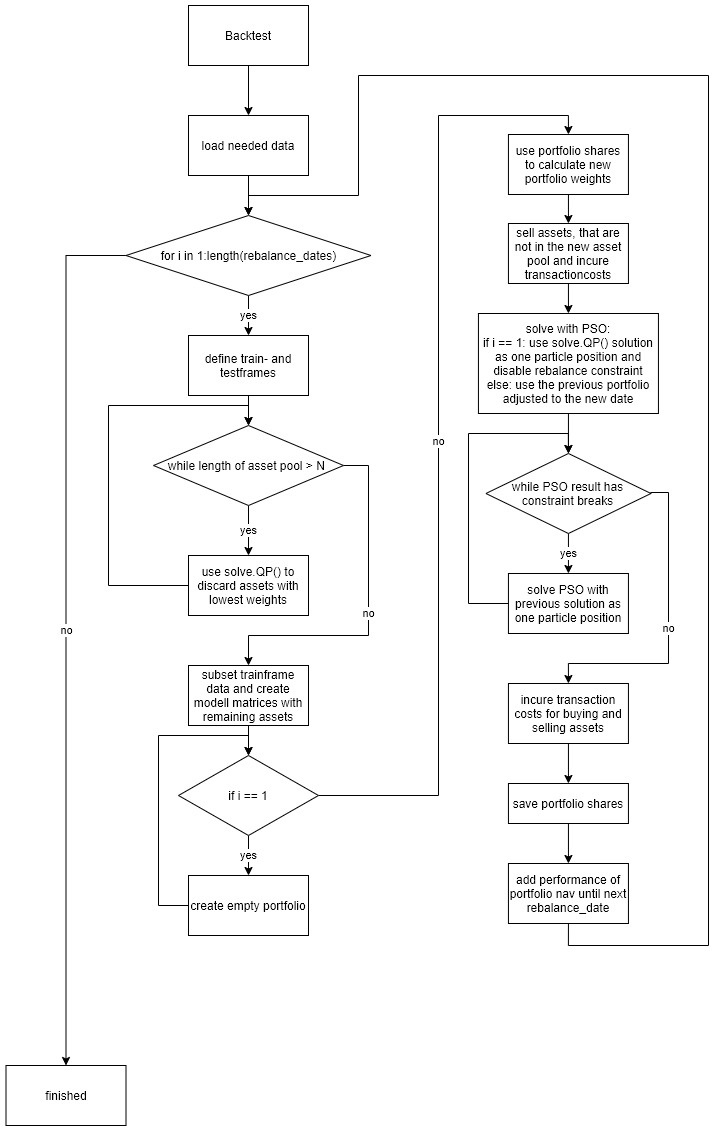 Backtest
load needed data
for i in 1:length(rebalance_dates)
yes
define train- and
testframes
while length of asset pool > N
yes
use solve.QP() to
discard assets with
lowest weights
no
subset trainframe
data and create
modell matrices with
remaining assets
if i == 1
yes
create empty portfolio
no
use portfolio shares
to calculate new
portfolio weights
sell assets, that are
not in the new asset
pool and incure
transactioncosts
solve with PSO:
if i == 1: use solve.QP() solution
as one particle position and
disable rebalance constraint
else: use the previous portfolio
adjusted to the new date
while PSO result has
constraint breaks
yes
solve PSO with
previous solution as
one particle position
no
incure transaction
costs for buying and
selling assets
save portfolio shares
add performance of
portfolio nav until next
rebalance_date
no
finished